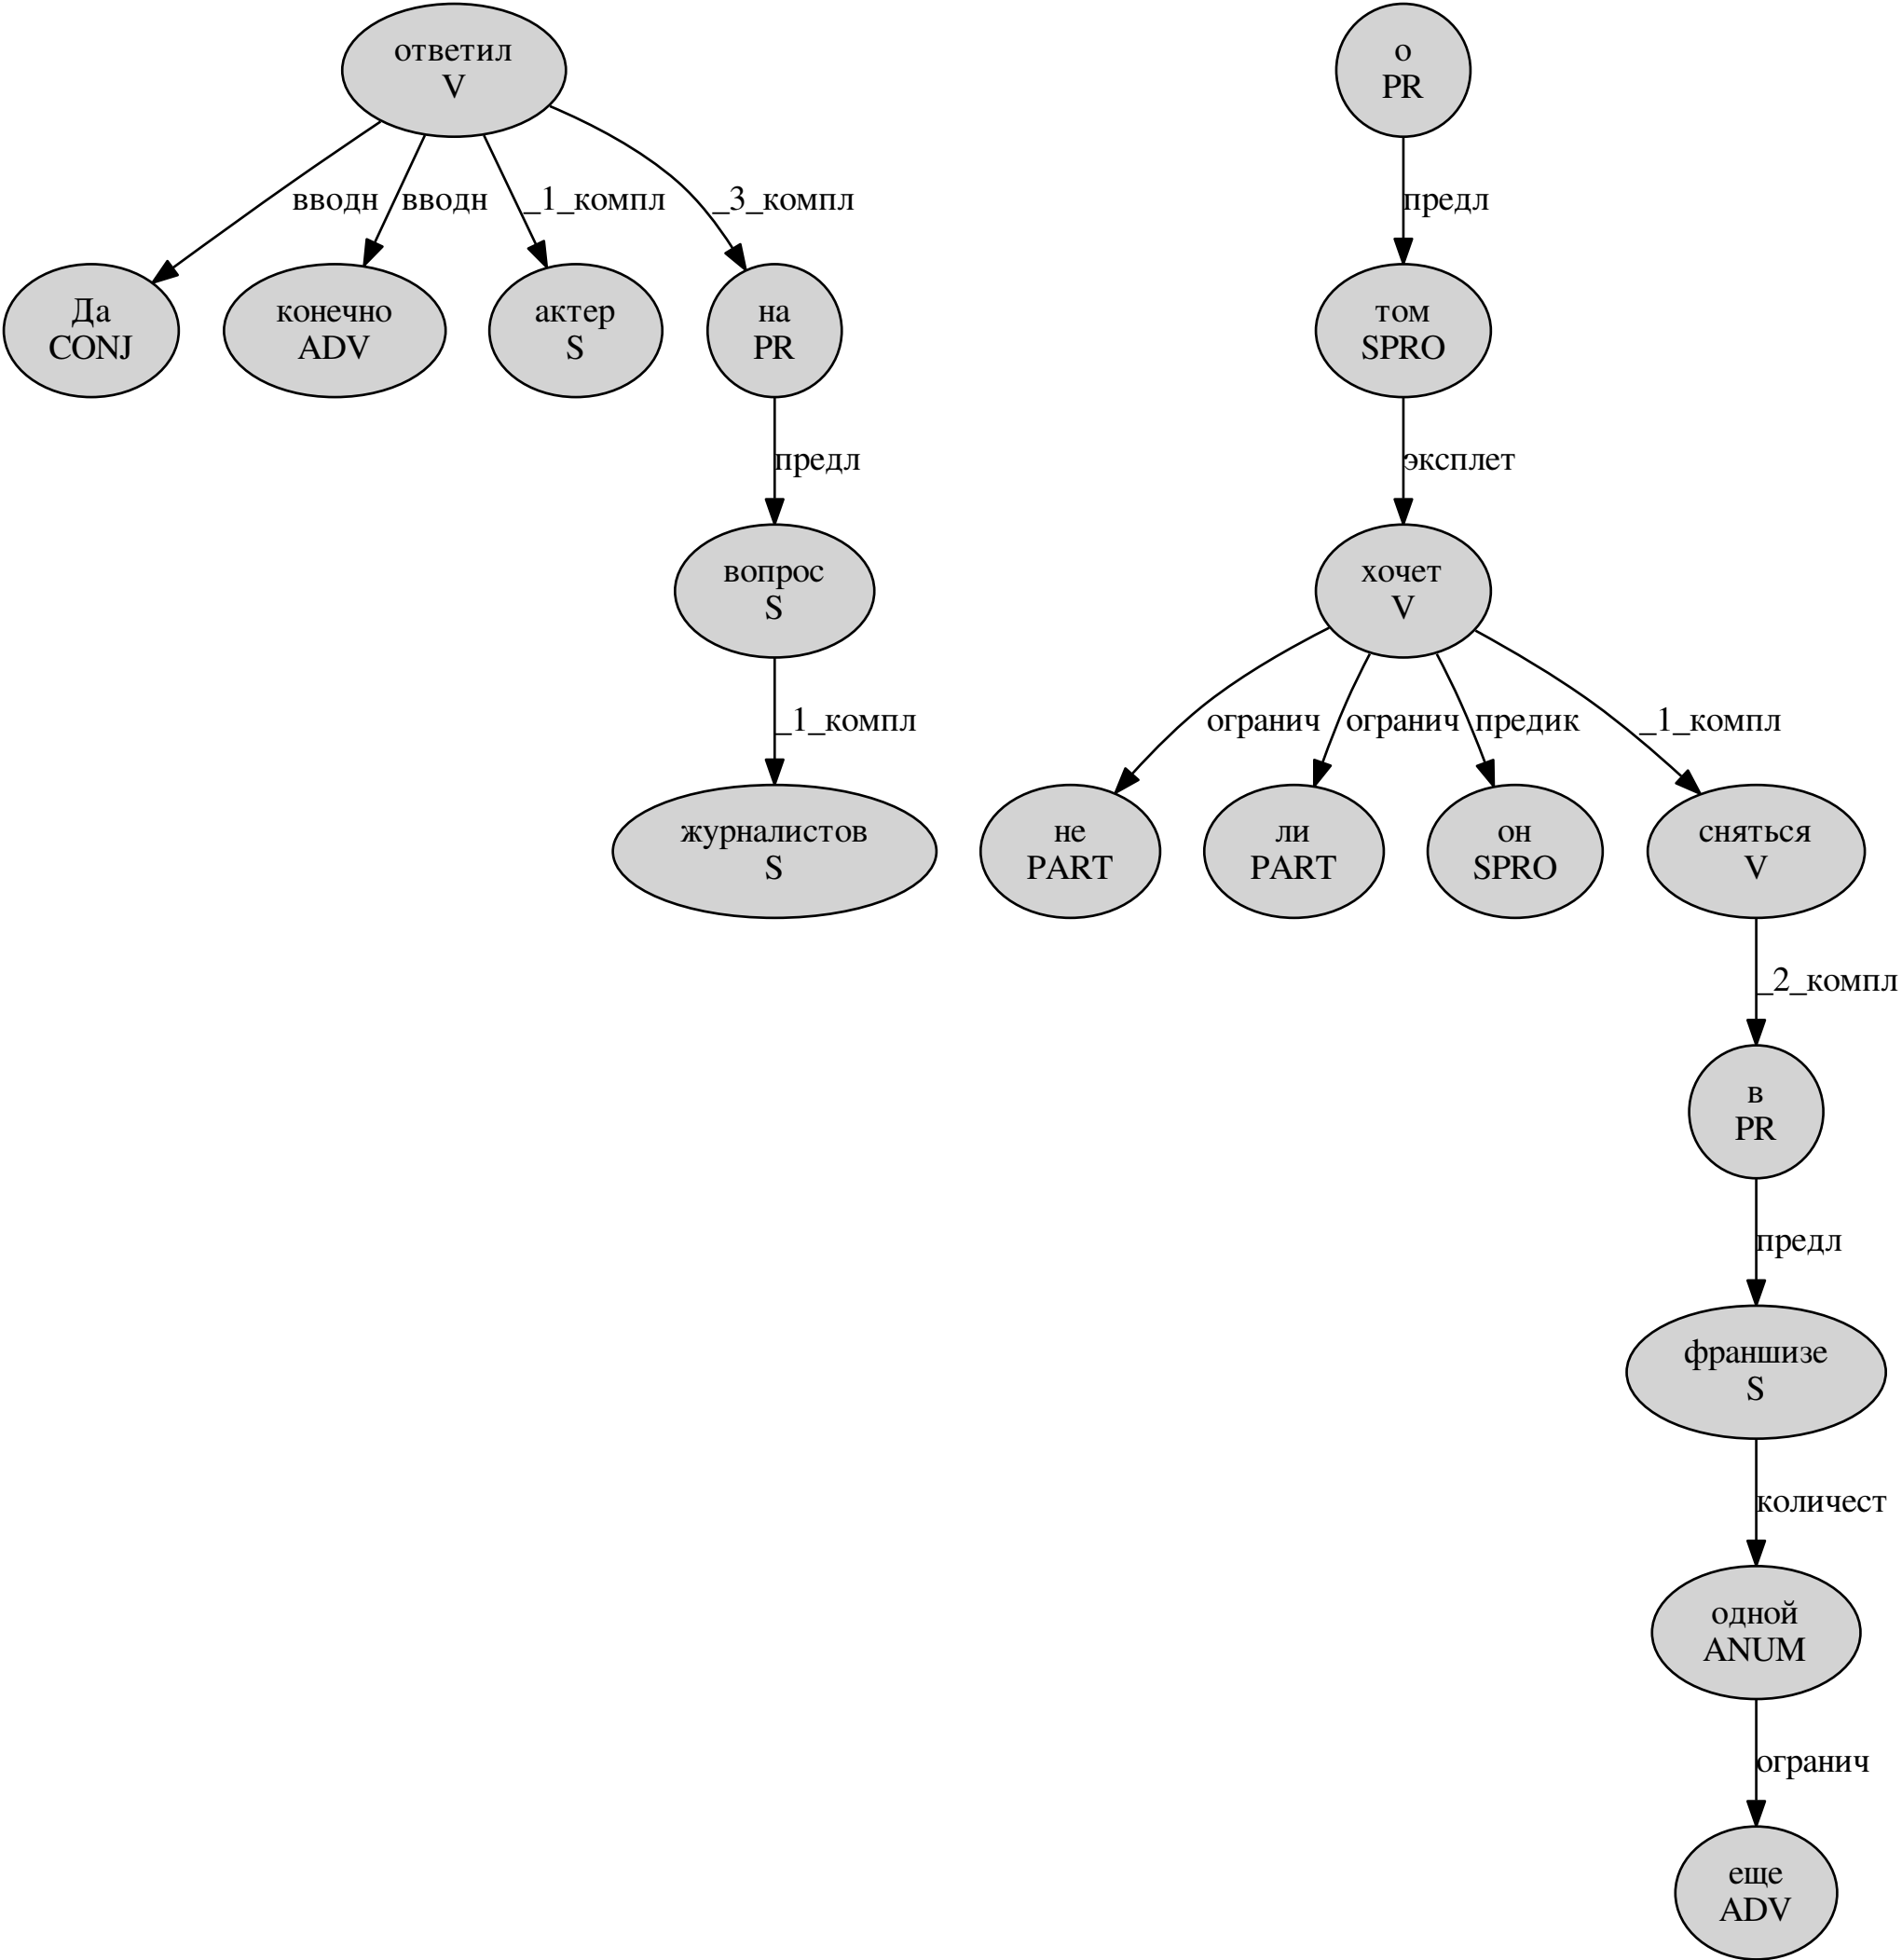 ответил
V
о
PR
вводн
вводн
_1_компл
_3_компл
предл
Да
CONJ
конечно
ADV
актер
S
на
PR
том
SPRO
предл
эксплет
вопрос
S
хочет
V
_1_компл
огранич
огранич
предик
_1_компл
журналистов
S
не
PART
ли
PART
он
SPRO
сняться
V
_2_компл
в
PR
предл
франшизе
S
количест
одной
ANUM
огранич
еще
ADV